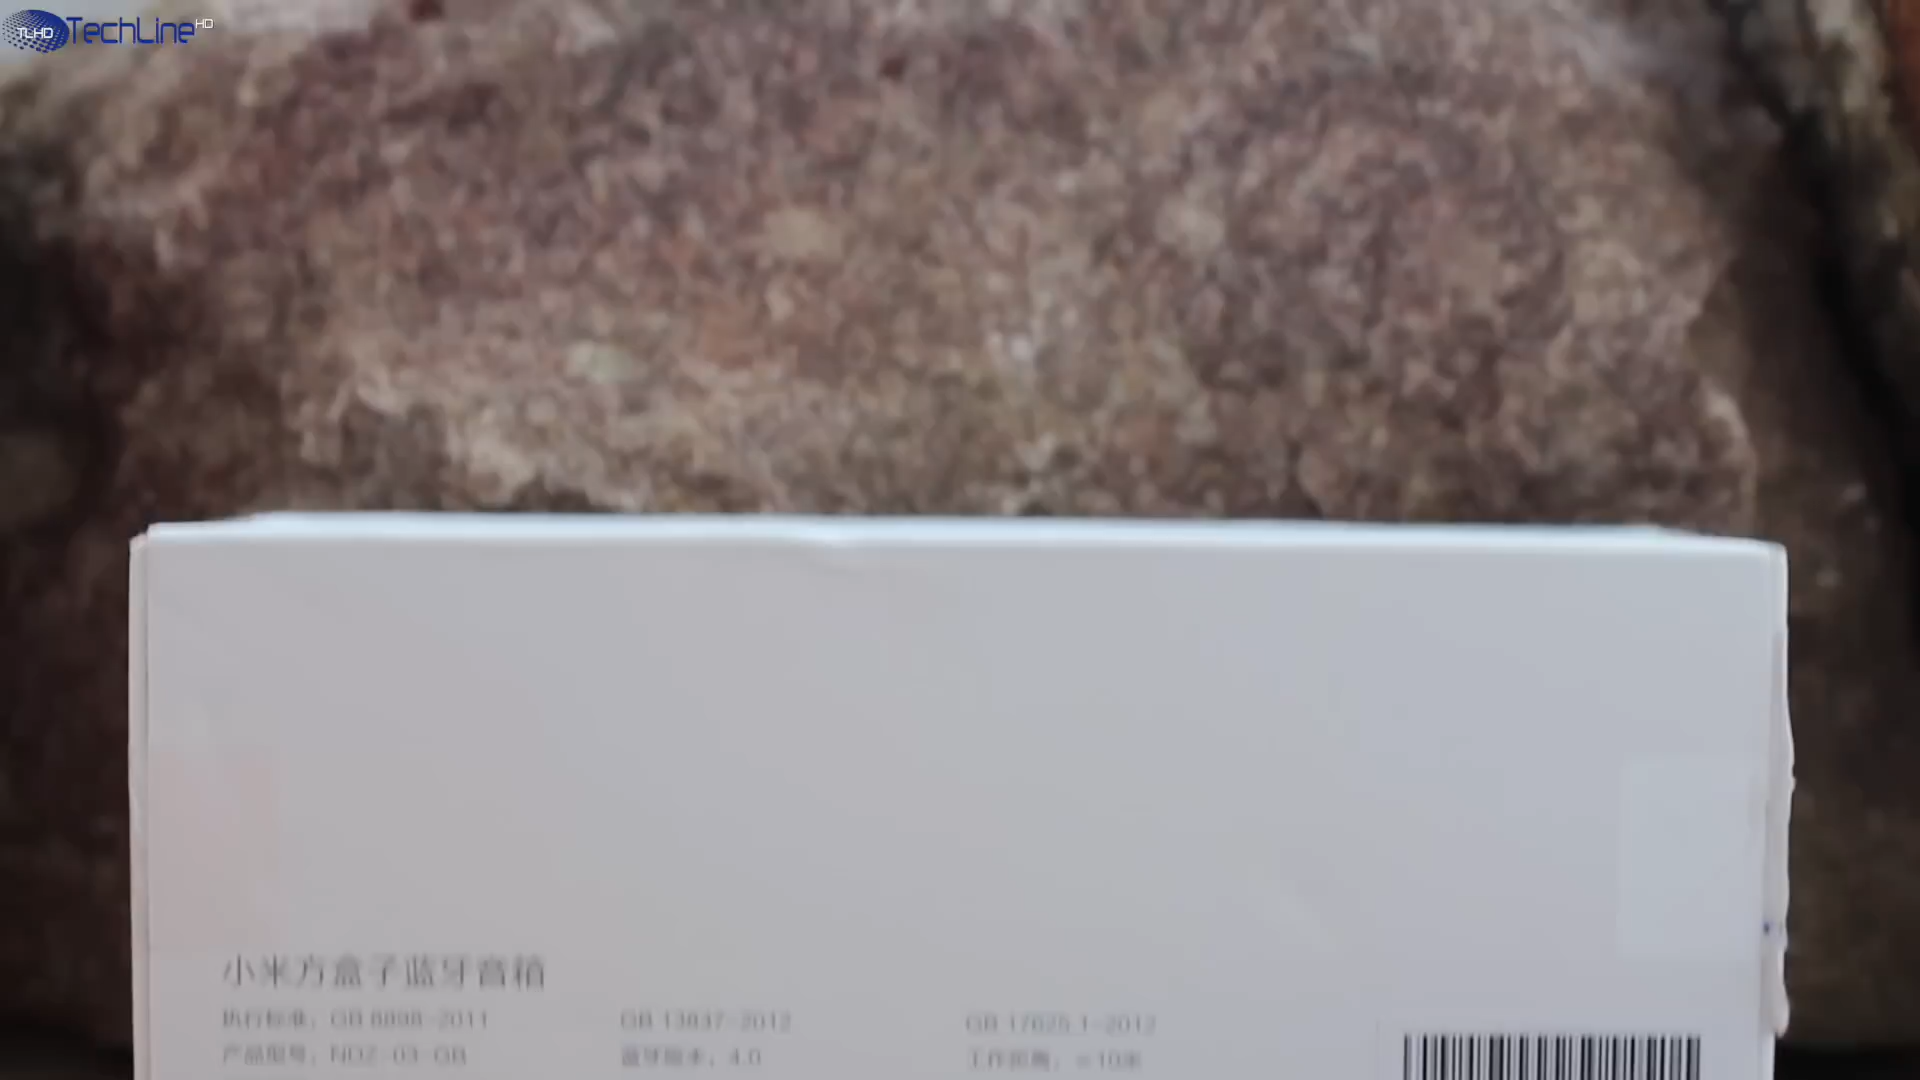 TLHD TechLine HD
小米方盒子蓝牙音箱
执行标准：GB 8898-2011 GB 13837-2012 GB 17625.1-2012
产品型号：NDZ-03-GB 蓝牙版本：4.0 工作距离：≈10米